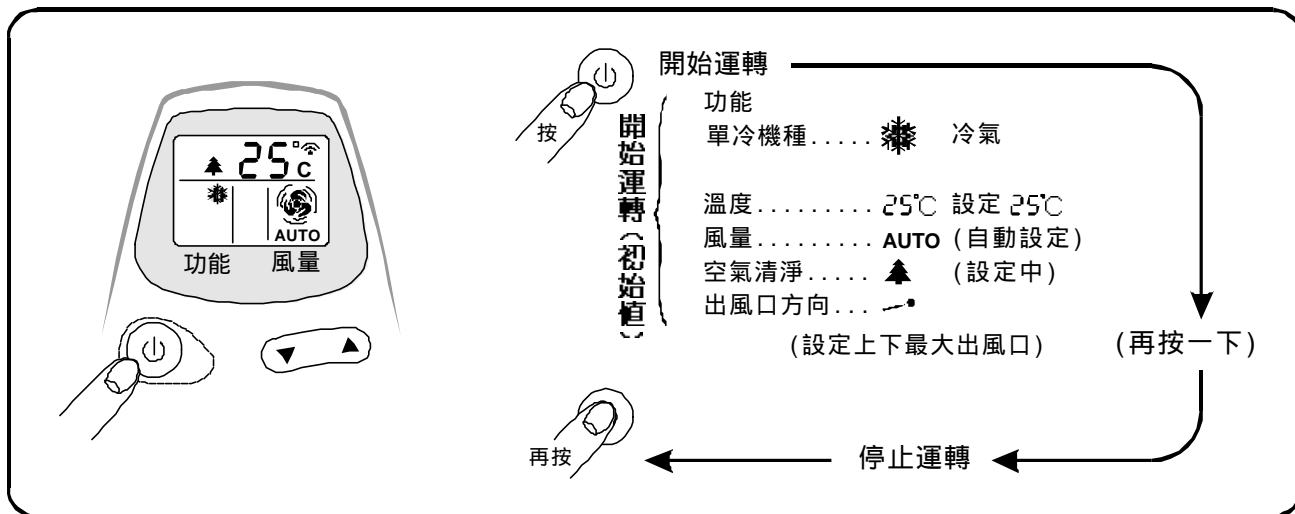 25°C
AUTO
功能 風量
按
開始運轉
開始運轉(初始值)
功能
單冷機種..... 冷氣
溫度......... 25℃ 設定 25℃
風量......... AUTO (自動設定)
空氣清淨..... (設定中)
出風口方向...
(設定上下最大出風口)
(再按一下)
再按
停止運轉